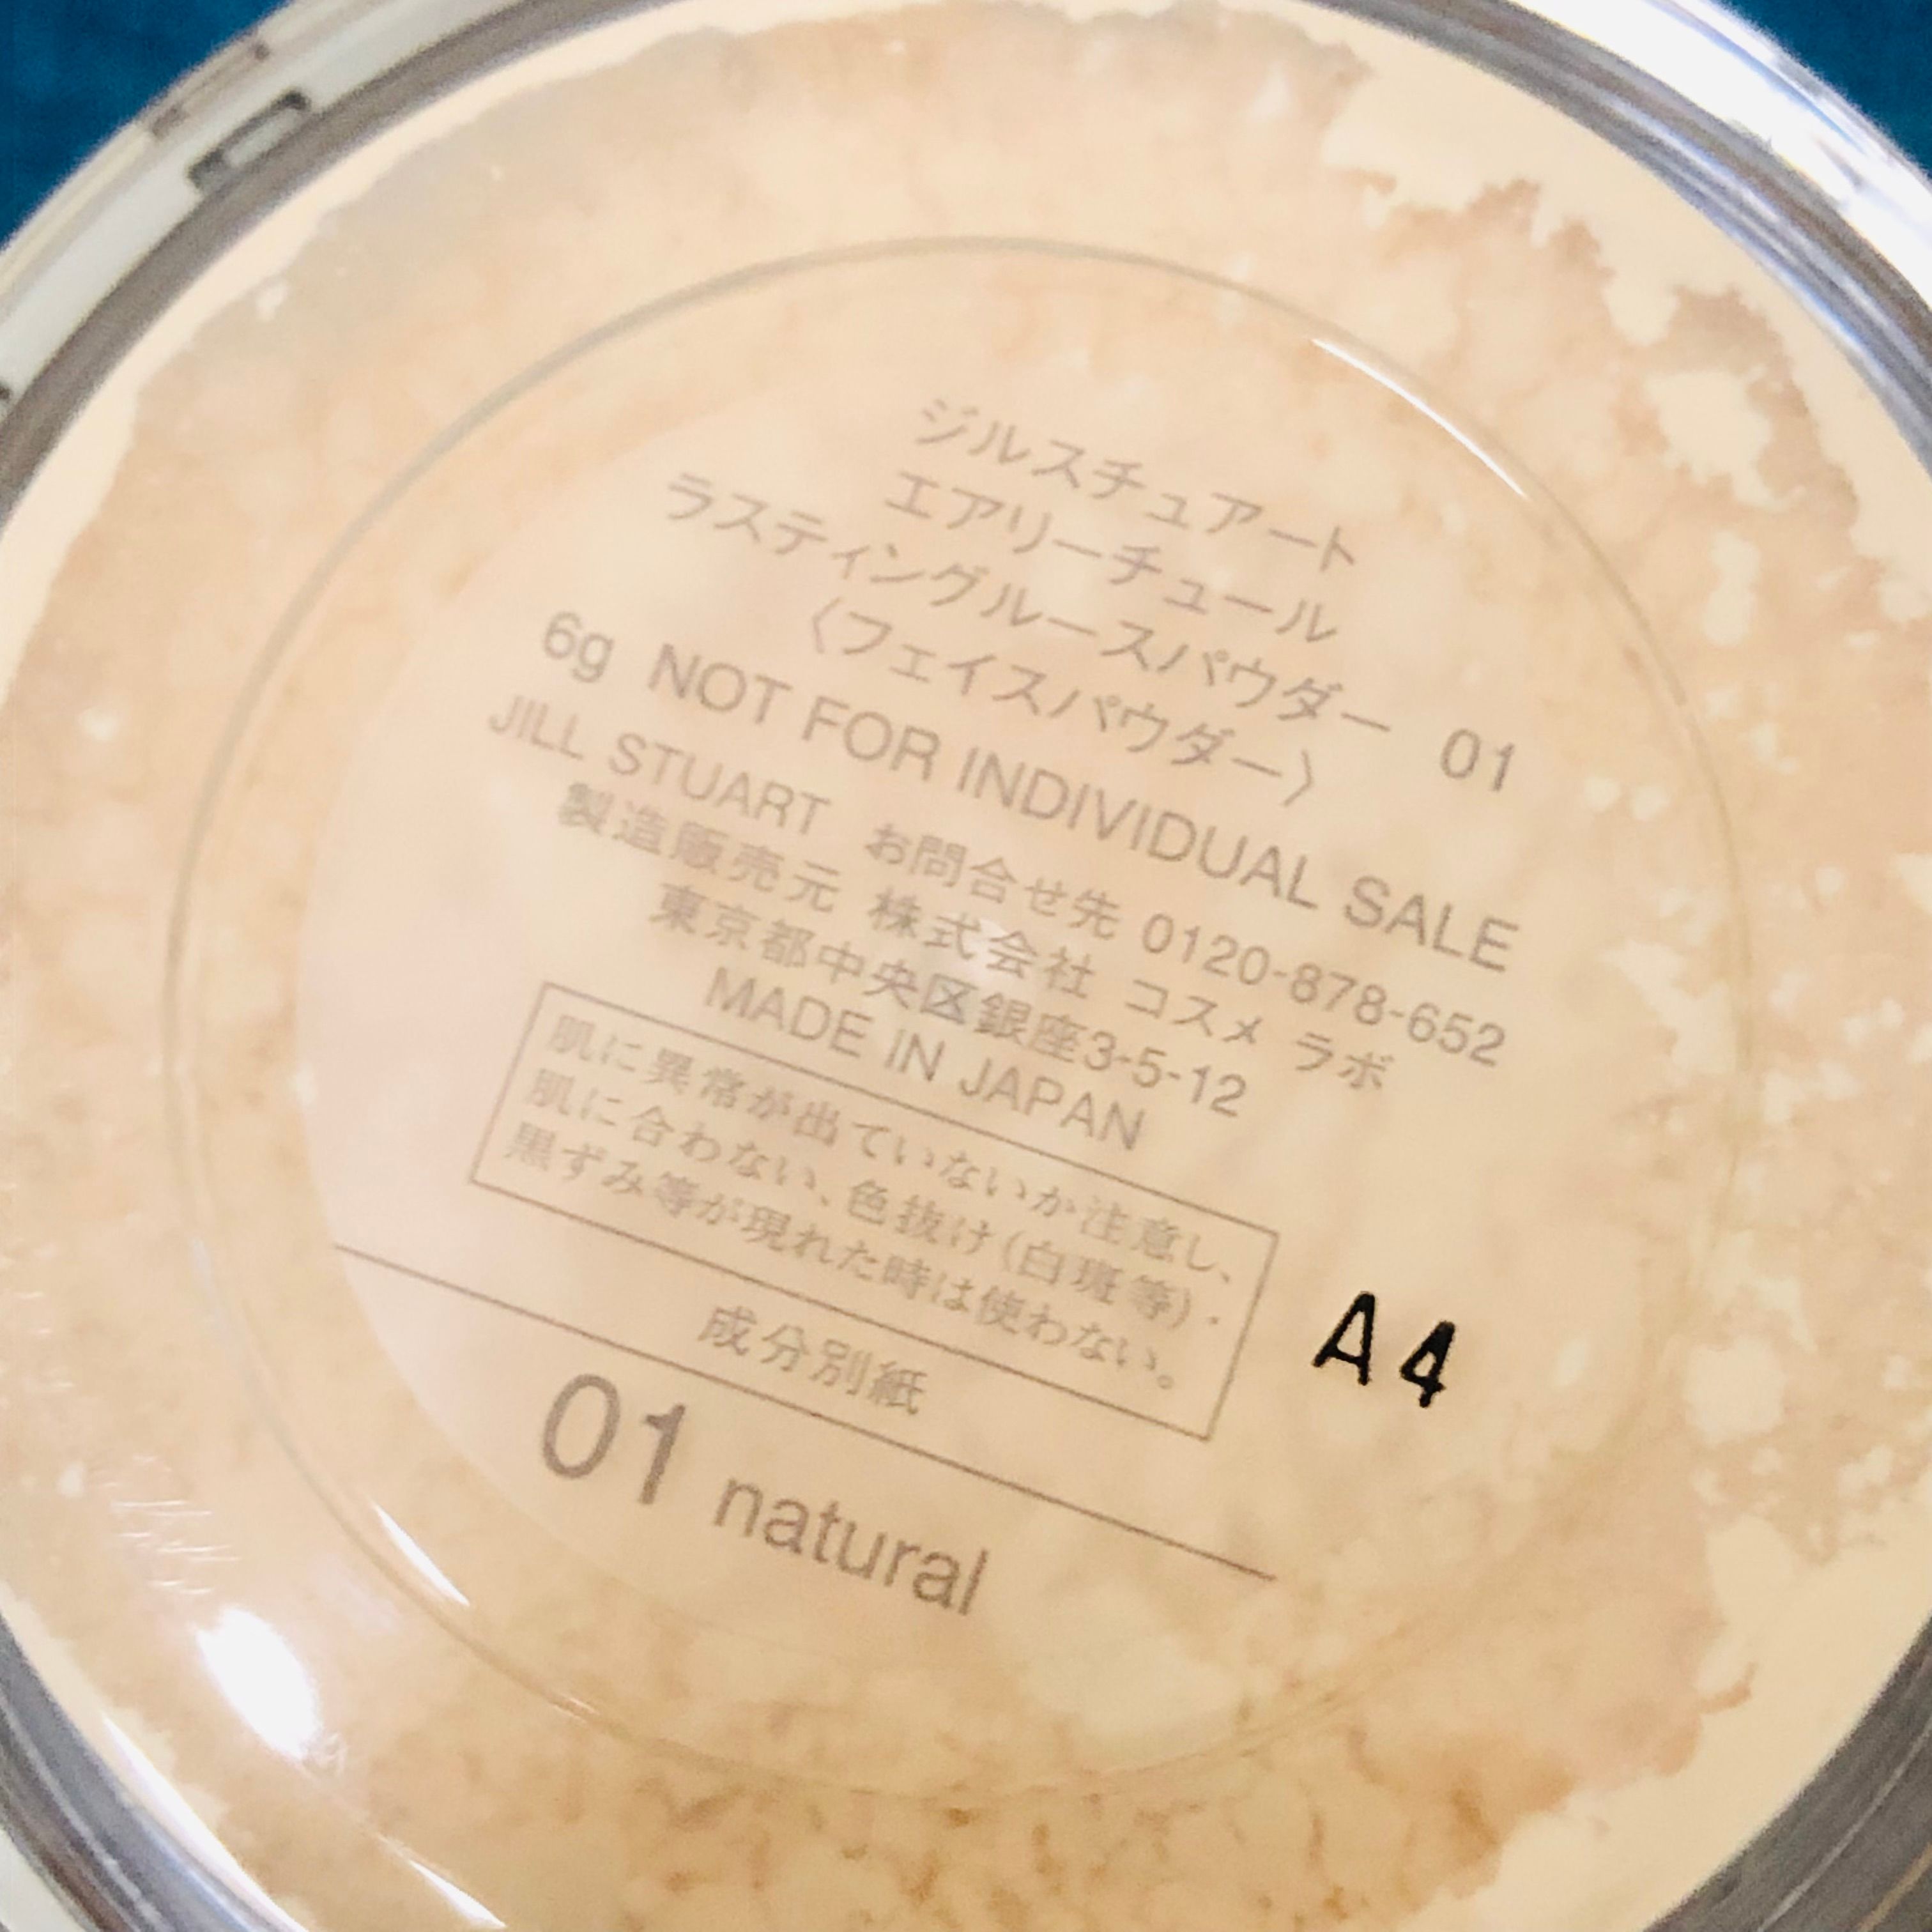 ジルスチュアート
エアリーチュール
ラスティングルースパウダー 01
〈フェイスパウダー〉
6g NOT FOR INDIVIDUAL SALE
JILL STUART お問合せ先 0120-878-652
製造販売元 株式会社 コスメ ラボ
東京都中央区銀座3-5-12
MADE IN JAPAN
肌に異常が出ていないか注意し、
肌に合わない、色抜け(白斑等)・
黒ずみ等が現れた時は使わない。
A4
成分別紙
01 natural